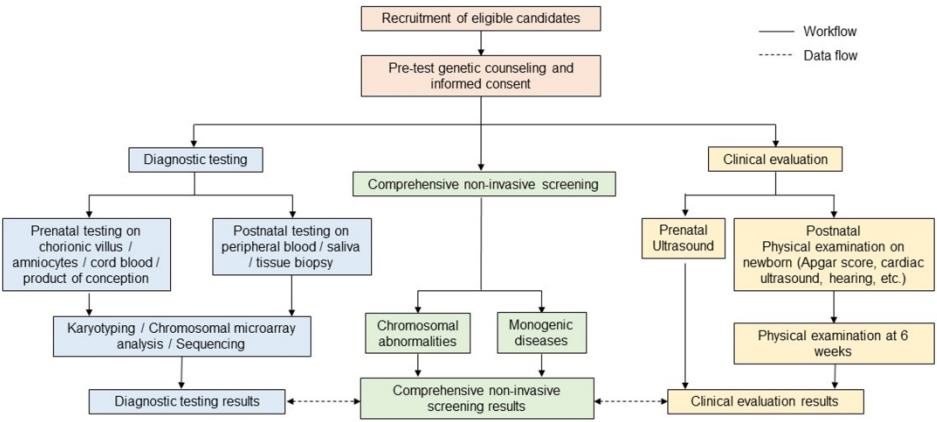 Recruitment of eligible candidates
Workflow
Data flow
Pre-test genetic counseling and
informed consent
Diagnostic testing
Clinical evaluation
Comprehensive non-invasive screening
Prenatal testing on
chorionic villus /
amniocytes / cord blood /
product of conception
Postnatal testing on
peripheral blood / saliva
/ tissue biopsy
Prenatal
Ultrasound
Postnatal
Physical examination on
newborn (Apgar score, cardiac
ultrasound, hearing, etc.)
Karyotyping / Chromosomal microarray
analysis / Sequencing
Chromosomal
abnormalities
Monogenic
diseases
Physical examination at 6
weeks
Diagnostic testing results
Comprehensive non-invasive
screening results
Clinical evaluation results